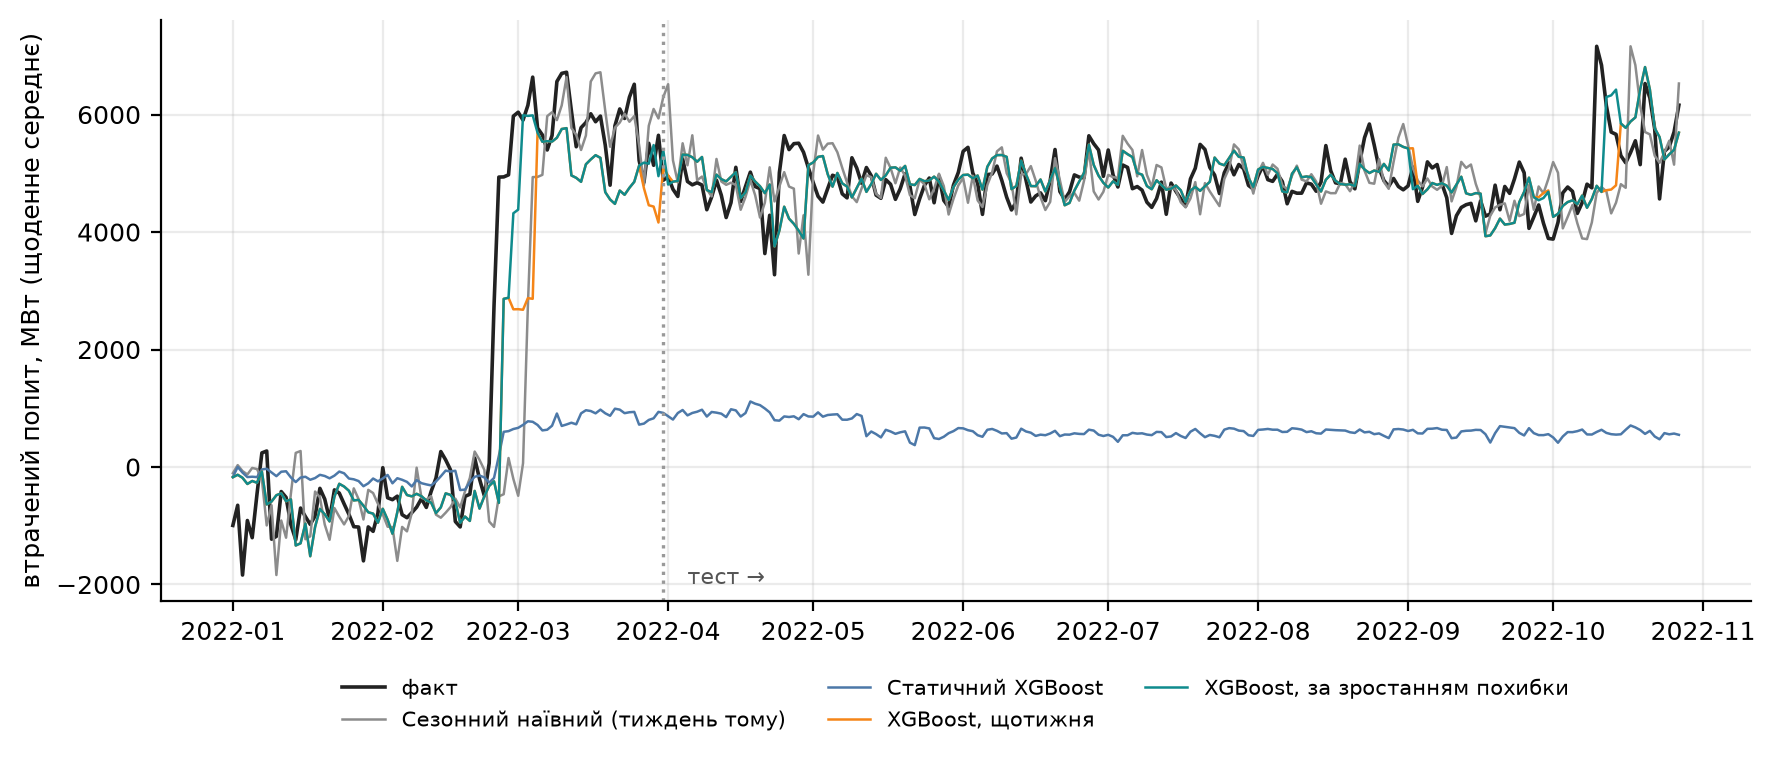 втрачений попит, МВт (щоденне середнє)
6000
4000
2000
0
−2000
тест →
2022-01 2022-02 2022-03 2022-04 2022-05 2022-06 2022-07 2022-08 2022-09 2022-10 2022-11
факт
Сезонний наївний (тиждень тому)
Статичний XGBoost
XGBoost, щотижня
XGBoost, за зростанням похибки